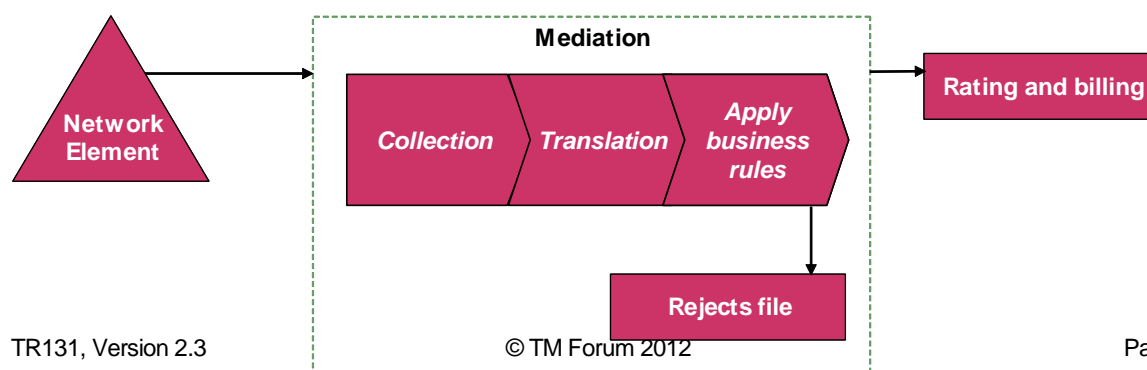 Mediation
Network
Element
Collection
Translation
Apply
business
rules
Rating and billing
Rejects file
TR131, Version 2.3
© TM Forum 2012
Pa